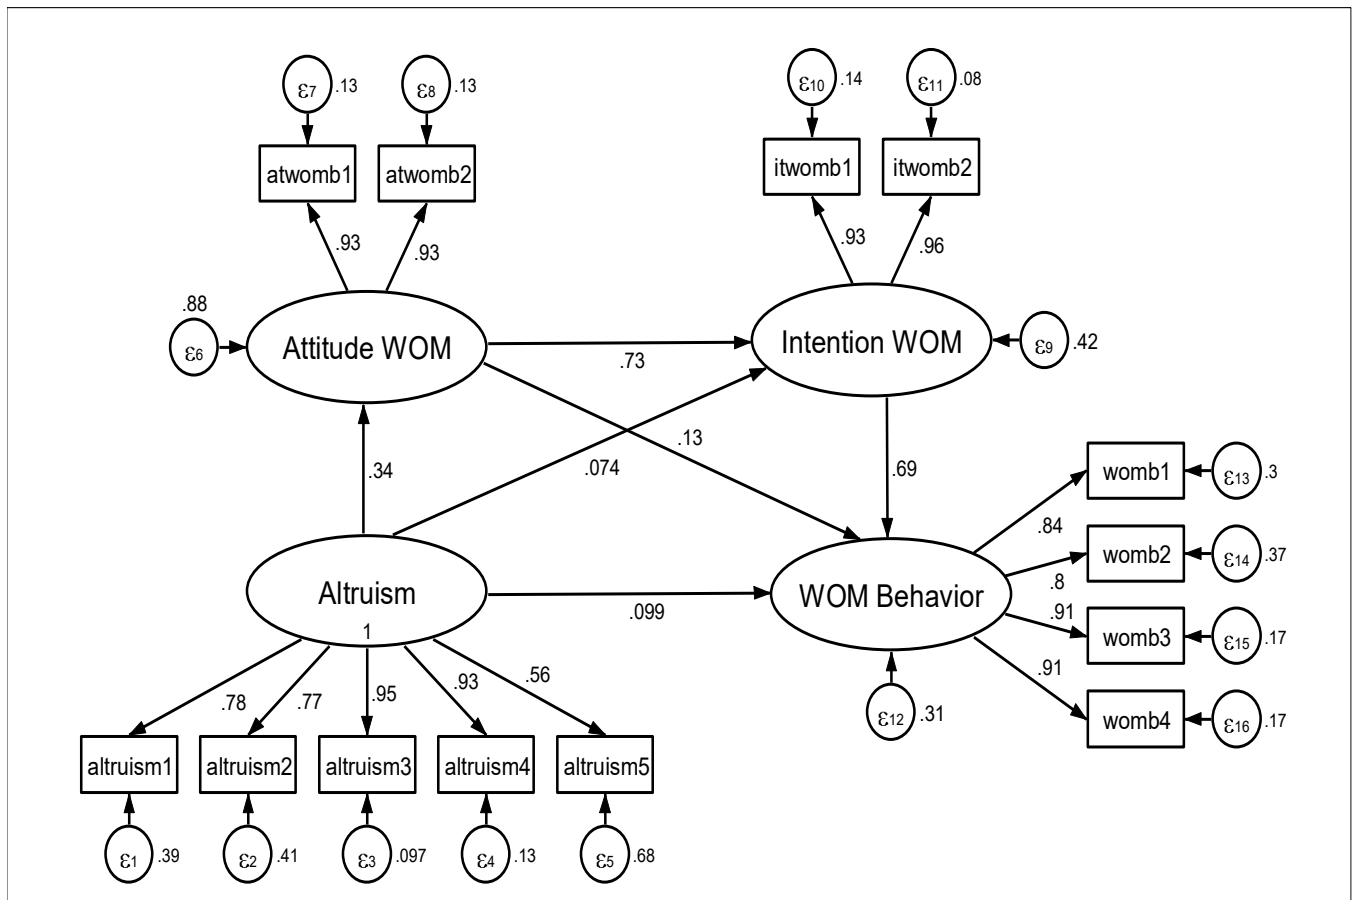 ε7 .13
ε8 .13
ε10 .14
ε11 .08
atwomb1
atwomb2
itwomb1
itwomb2
.93
.93
.93
.96
.88
ε6
Attitude WOM
Intention WOM
ε9 .42
.73
.13
.074
.34
.69
womb1
ε13 .3
.84
womb2
ε14 .37
.8
Altruism
1
.099
WOM Behavior
.91
womb3
ε15 .17
.91
womb4
ε16 .17
ε12 .31
.78
.77
.95
.93
.56
altruism1
altruism2
altruism3
altruism4
altruism5
ε1 .39
ε2 .41
ε3 .097
ε4 .13
ε5 .68